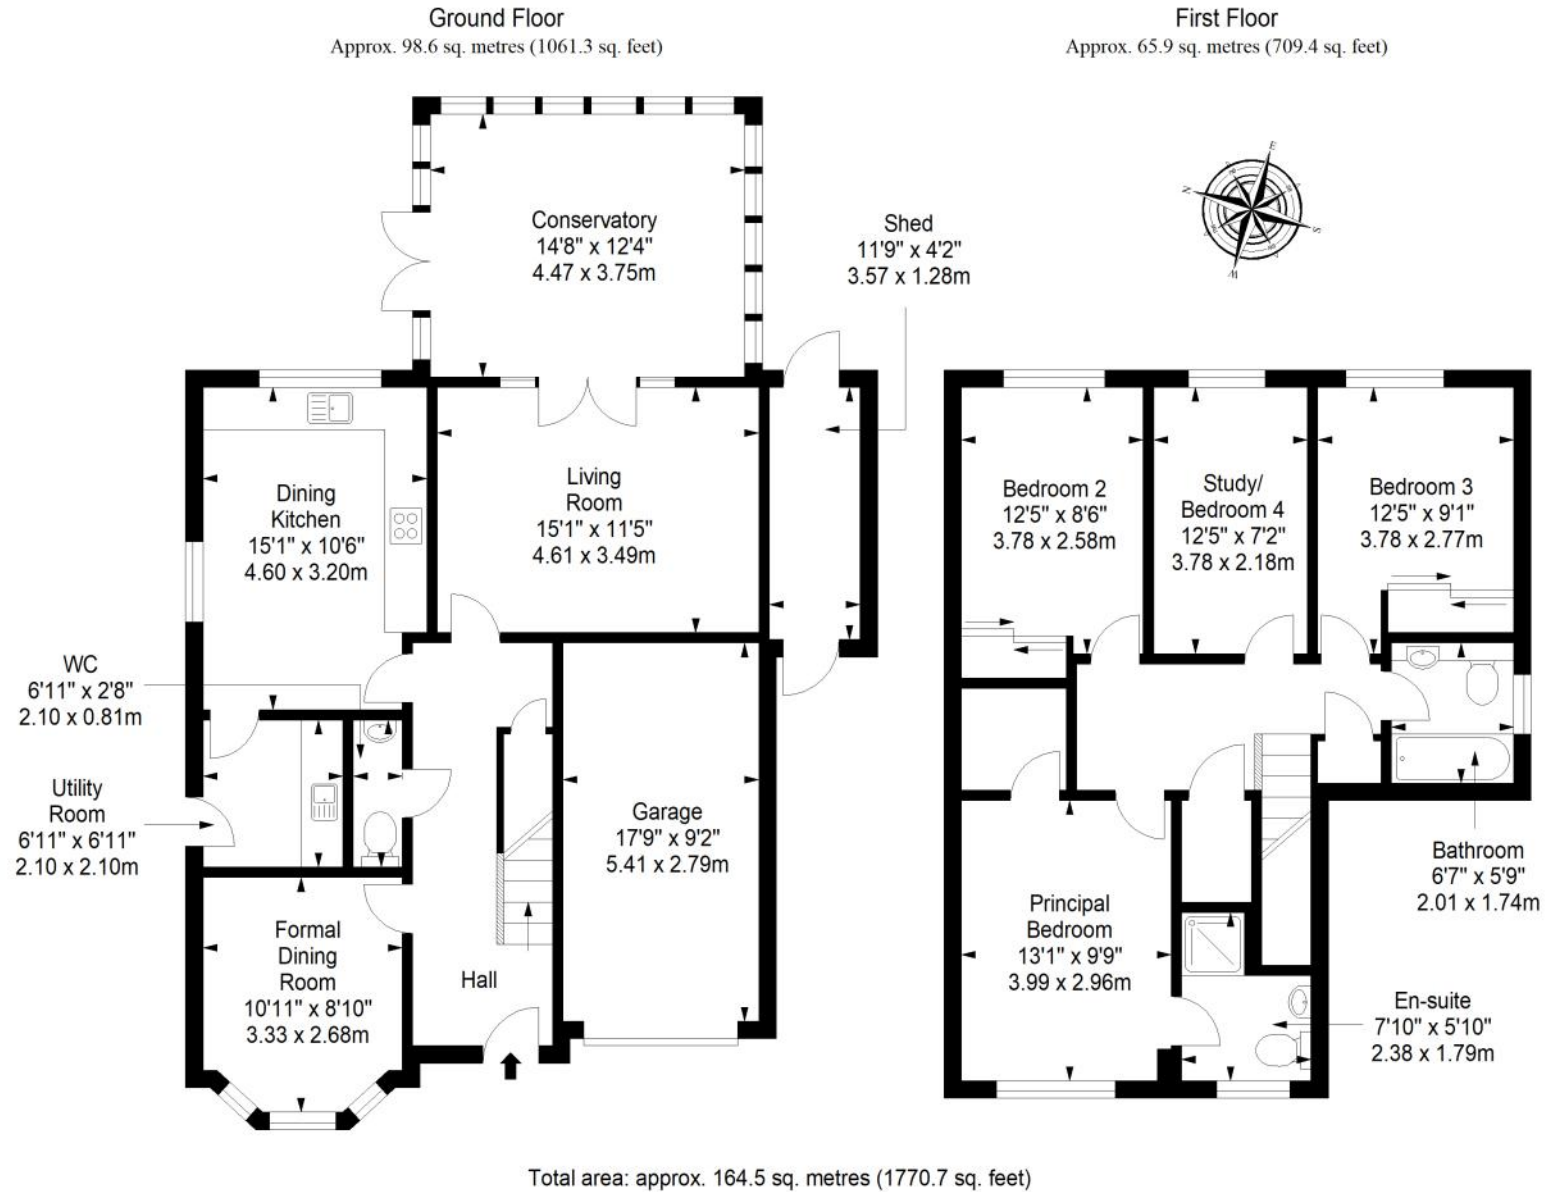 Ground Floor
Approx. 98.6 sq. metres (1061.3 sq. feet)
First Floor
Approx. 65.9 sq. metres (709.4 sq. feet)
E
N
S
W
Conservatory
14'8" x 12'4"
4.47 x 3.75m
Shed
11'9" x 4'2"
3.57 x 1.28m
Dining
Kitchen
15'1" x 10'6"
4.60 x 3.20m
Living
Room
15'1" x 11'5"
4.61 x 3.49m
Bedroom 2
12'5" x 8'6"
3.78 x 2.58m
Study/
Bedroom 4
12'5" x 7'2"
3.78 x 2.18m
Bedroom 3
12'5" x 9'1"
3.78 x 2.77m
WC
6'11" x 2'8"
2.10 x 0.81m
Utility
Room
6'11" x 6'11"
2.10 x 2.10m
Garage
17'9" x 9'2"
5.41 x 2.79m
Formal
Dining
Room
10'11" x 8'10"
3.33 x 2.68m
Hall
Principal
Bedroom
13'1" x 9'9"
3.99 x 2.96m
Bathroom
6'7" x 5'9"
2.01 x 1.74m
En-suite
7'10" x 5'10"
2.38 x 1.79m
Total area: approx. 164.5 sq. metres (1770.7 sq. feet)